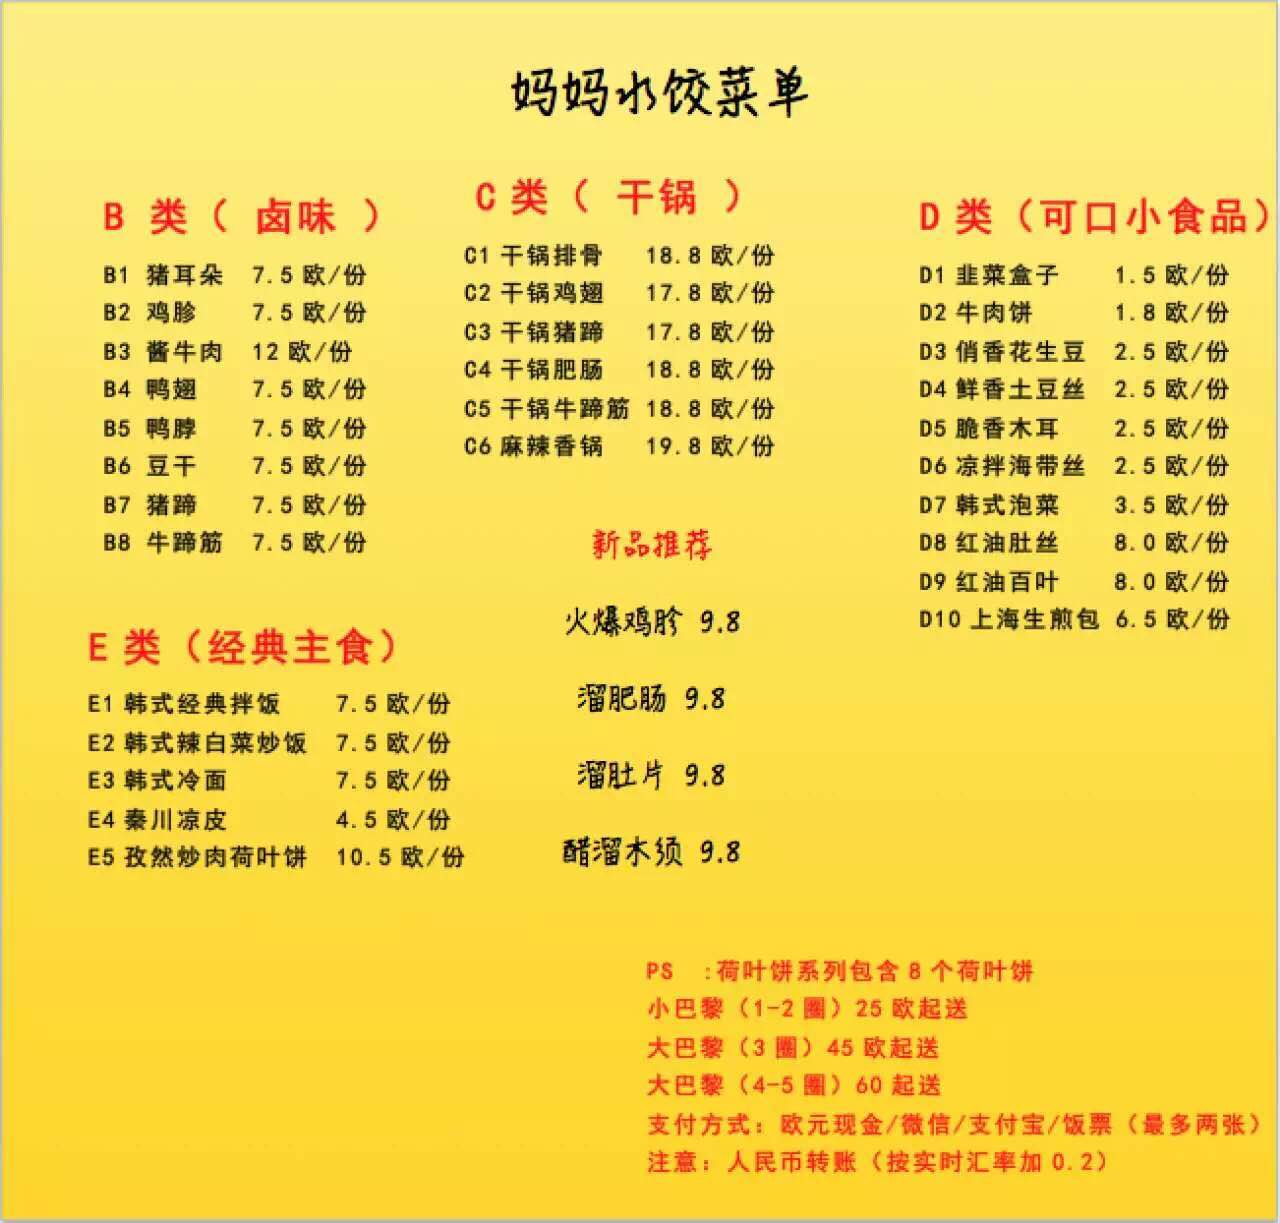 妈妈水饺菜单
B 类（ 卤味 ）
B1 猪耳朵 7.5 欧/份
B2 鸡胗 7.5 欧/份
B3 酱牛肉 12 欧/份
B4 鸭翅 7.5 欧/份
B5 鸭脖 7.5 欧/份
B6 豆干 7.5 欧/份
B7 猪蹄 7.5 欧/份
B8 牛蹄筋 7.5 欧/份
C 类（ 干锅 ）
C1 干锅排骨 18.8 欧/份
C2 干锅鸡翅 17.8 欧/份
C3 干锅猪蹄 17.8 欧/份
C4 干锅肥肠 18.8 欧/份
C5 干锅牛蹄筋 18.8 欧/份
C6 麻辣香锅 19.8 欧/份
D 类（可口小食品）
D1 韭菜盒子 1.5 欧/份
D2 牛肉饼 1.8 欧/份
D3 俏香花生豆 2.5 欧/份
D4 鲜香土豆丝 2.5 欧/份
D5 脆香木耳 2.5 欧/份
D6 凉拌海带丝 2.5 欧/份
D7 韩式泡菜 3.5 欧/份
D8 红油肚丝 8.0 欧/份
D9 红油百叶 8.0 欧/份
D10 上海生煎包 6.5 欧/份
E 类（经典主食）
E1 韩式经典拌饭 7.5 欧/份
E2 韩式辣白菜炒饭 7.5 欧/份
E3 韩式冷面 7.5 欧/份
E4 秦川凉皮 4.5 欧/份
E5 孜然炒肉荷叶饼 10.5 欧/份
新品推荐
火爆鸡胗 9.8
溜肥肠 9.8
溜肚片 9.8
醋溜木须 9.8
PS :荷叶饼系列包含 8 个荷叶饼
小巴黎（1-2 圈）25 欧起送
大巴黎（3 圈）45 欧起送
大巴黎（4-5 圈）60 起送
支付方式：欧元现金/微信/支付宝/饭票（最多两张）
注意：人民币转账（按实时汇率加 0.2）